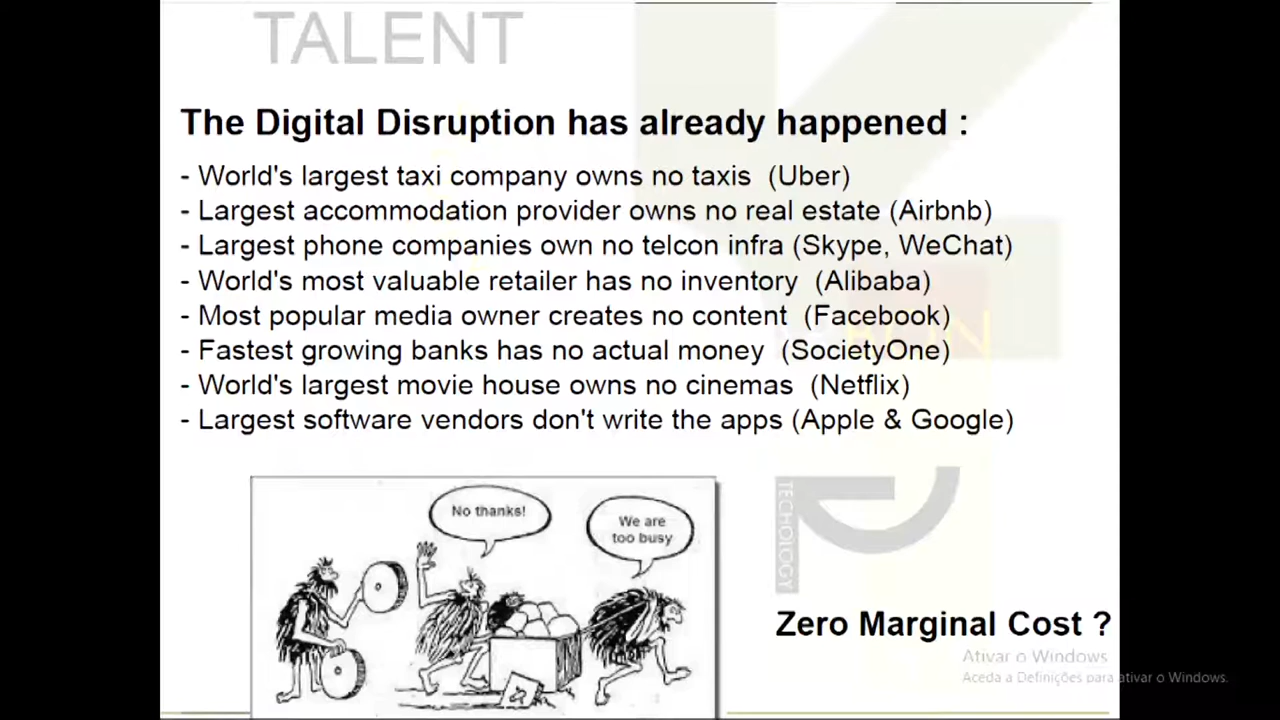 TALENT
The Digital Disruption has already happened :
- World's largest taxi company owns no taxis (Uber)
- Largest accommodation provider owns no real estate (Airbnb)
- Largest phone companies own no telcon infra (Skype, WeChat)
- World's most valuable retailer has no inventory (Alibaba)
- Most popular media owner creates no content (Facebook)
- Fastest growing banks has no actual money (SocietyOne)
- World's largest movie house owns no cinemas (Netflix)
- Largest software vendors don't write the apps (Apple & Google)
No thanks!
We are
too busy
TECHOLOGY
Zero Marginal Cost ?
Ativar o Windows
Aceda a Definições para ativar o Windows.